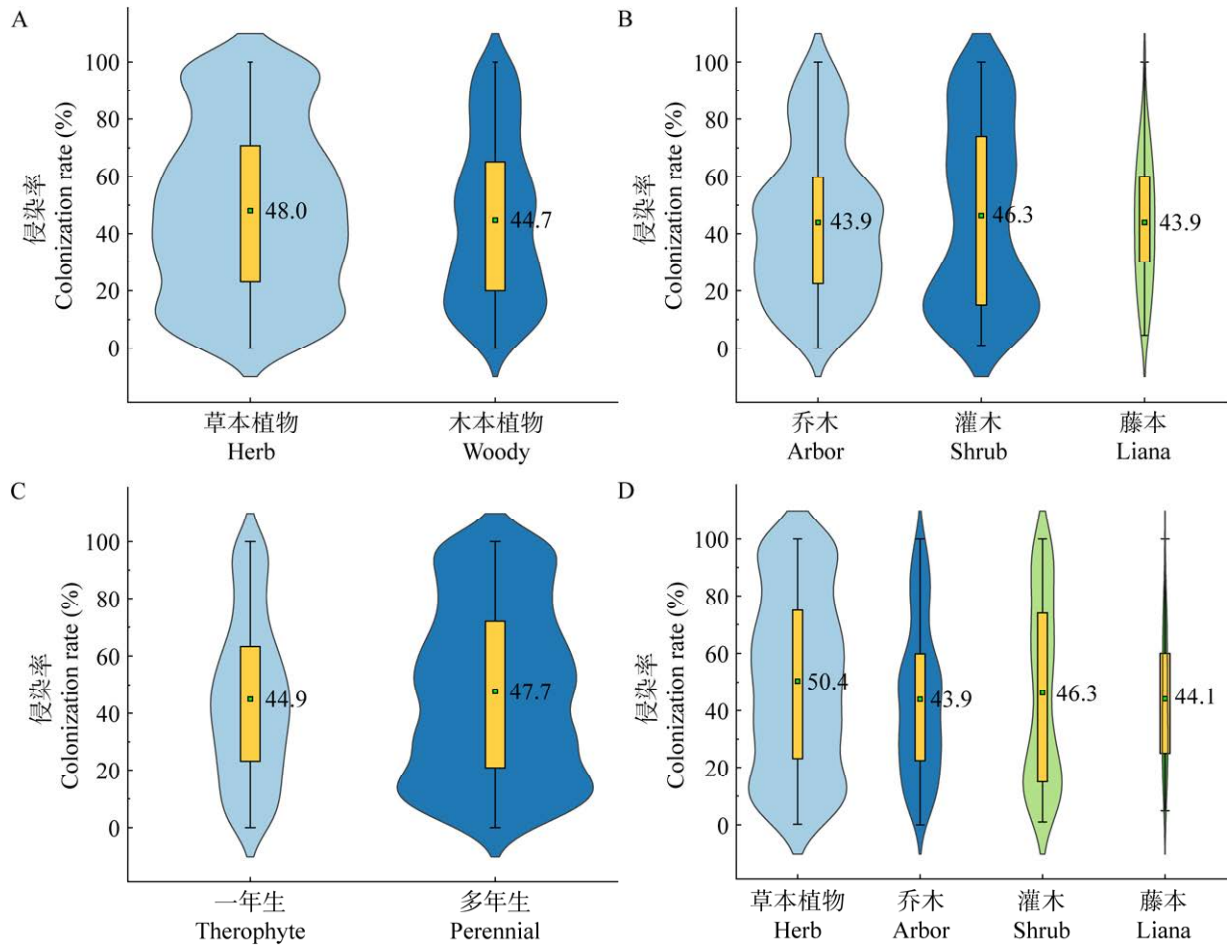 A
侵染率
Colonization rate (%)
100
80
60
40
20
0
48.0
44.7
草本植物
Herb
木本植物
Woody
B
侵染率
Colonization rate (%)
100
80
60
40
20
0
43.9
46.3
43.9
乔木
Arbor
灌木
Shrub
藤本
Liana
C
侵染率
Colonization rate (%)
100
80
60
40
20
0
44.9
47.7
一年生
Therophyte
多年生
Perennial
D
侵染率
Colonization rate (%)
100
80
60
40
20
0
50.4
43.9
46.3
44.1
草本植物
Herb
乔木
Arbor
灌木
Shrub
藤本
Liana